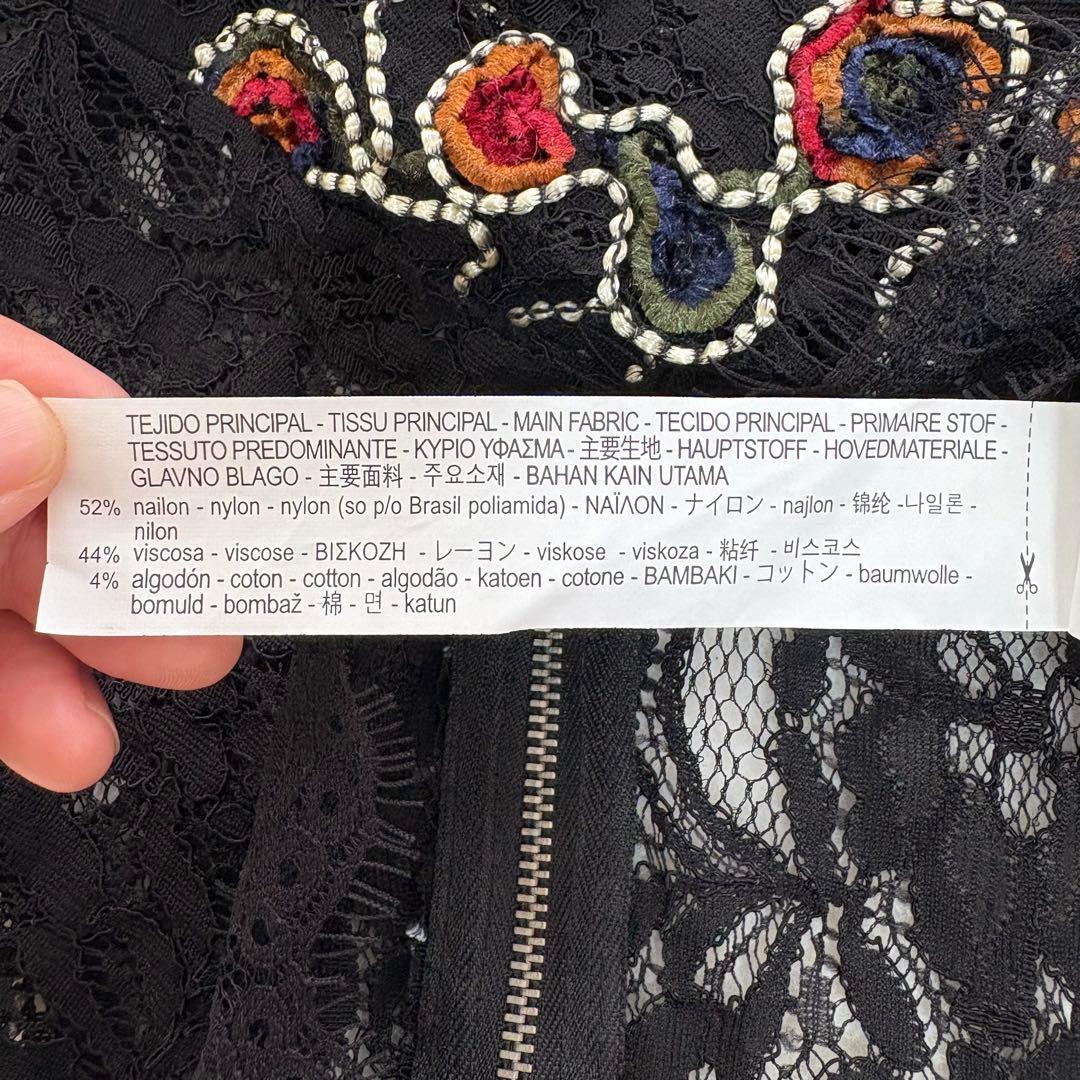 TEJIDO PRINCIPAL - TISSU PRINCIPAL - MAIN FABRIC - TECIDO PRINCIPAL - PRIMAIRE STOF -
TESSUTO PREDOMINANTE - ΚΥΡΙΟ ΥΦΑΣΜΑ - 主要生地 - HAUPTSTOFF - HOVEDMATERIALE -
GLAVNO BLAGO - 主要面料 - 주요소재 - BAHAN KAIN UTAMA
52% nailon - nylon - nylon (so p/o Brasil poliamida) - ΝΑΪΛΟΝ - ナイロン - najlon - 锦纶 -나일론 -
nilon
44% viscosa - viscose - ΒΙΣΚΟΖΗ - レーヨン - viskose - viskoza - 粘纤 - 비스코스
4% algodón - coton - cotton - algodão - katoen - cotone - ΒΑΜΒΑΚΙ - コットン - baumwolle -
bomuld - bombaž - 棉 - 면 - katun